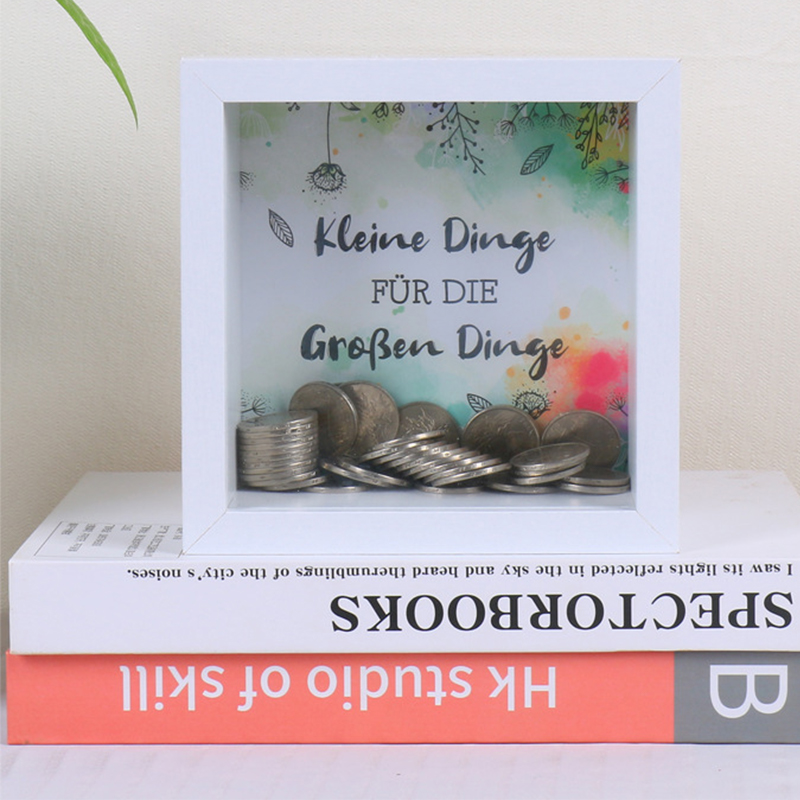 Kleine Dinge
FÜR DIE
Großen Dinge
I saw its lights reflected in the sky and heard therumblings of the city's noises.
SPECTORBOOKS
Hk studio of skill
B